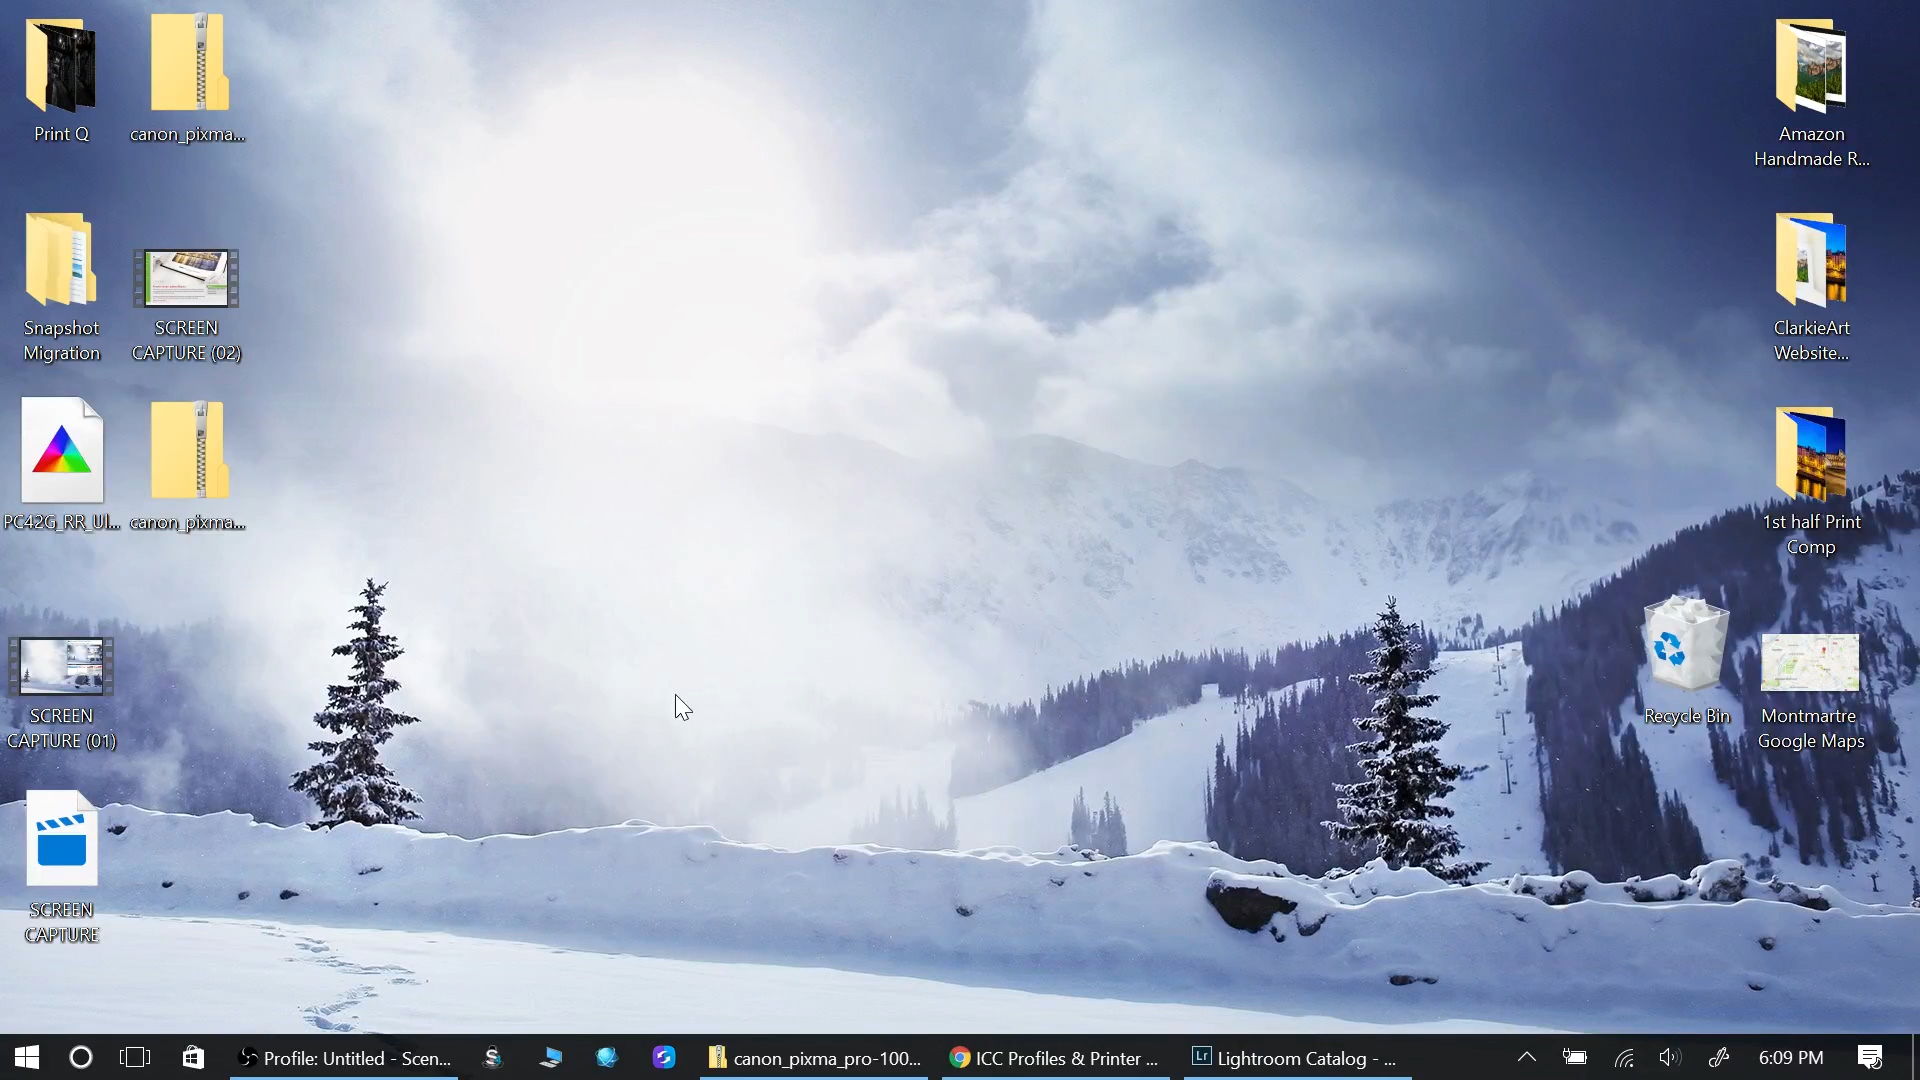 Print Q
canon_pixma...
Snapshot
Migration
SCREEN
CAPTURE (02)
PC42G_RR_Ul...
canon_pixma...
SCREEN
CAPTURE (01)
SCREEN
CAPTURE
Amazon
Handmade R...
ClarkieArt
Website...
1st half Print
Comp
Recycle Bin
Montmartre
Google Maps
Profile: Untitled - Scen...
canon_pixma_pro-100...
ICC Profiles & Printer ...
Lr
Lightroom Catalog - ...
6:09 PM